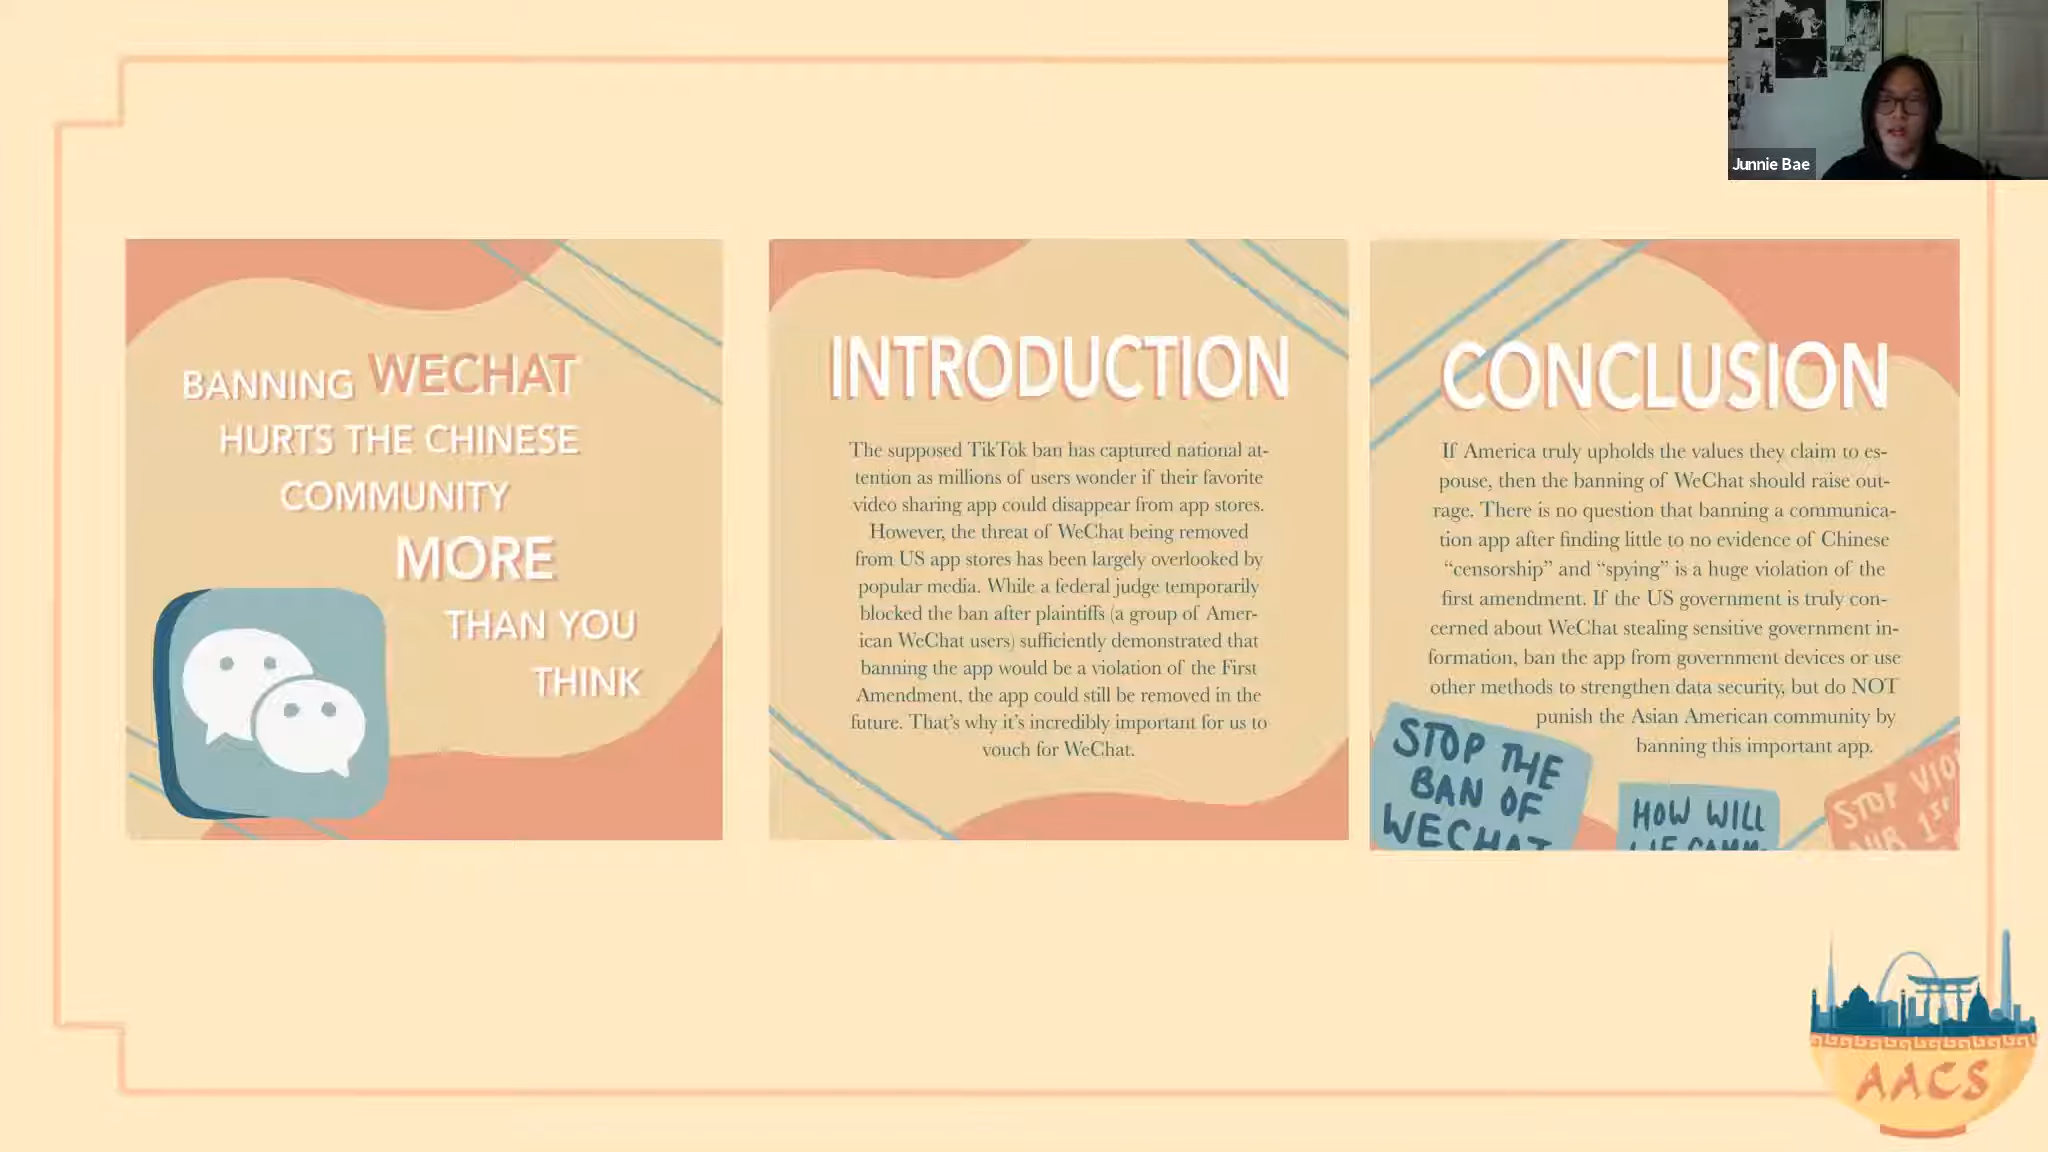 Junnie Bae
BANNING WECHAT
HURTS THE CHINESE
COMMUNITY
MORE
THAN YOU
THINK
INTRODUCTION
The supposed TikTok ban has captured national at-
tention as millions of users wonder if their favorite
video sharing app could disappear from app stores.
However, the threat of WeChat being removed
from US app stores has been largely overlooked by
popular media. While a federal judge temporarily
blocked the ban after plaintiffs (a group of Amer-
ican WeChat users) sufficiently demonstrated that
banning the app would be a violation of the First
Amendment, the app could still be removed in the
future. That's why it's incredibly important for us to
vouch for WeChat.
CONCLUSION
If America truly upholds the values they claim to es-
pouse, then the banning of WeChat should raise out-
rage. There is no question that banning a communica-
tion app after finding little to no evidence of Chinese
“censorship” and “spying” is a huge violation of the
first amendment. If the US government is truly con-
cerned about WeChat stealing sensitive government in-
formation, ban the app from government devices or use
other methods to strengthen data security, but do NOT
punish the Asian American community by
banning this important app.
STOP THE
BAN OF
WECHAT
HOW WILL
STOP
1st
AACS